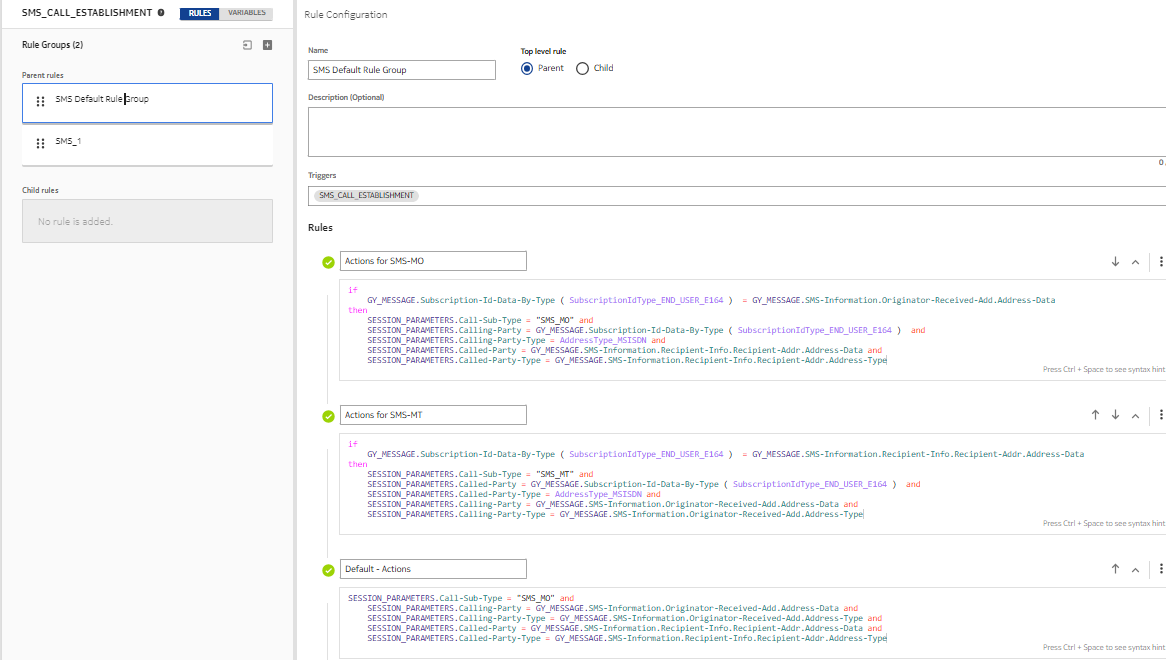 SMS_CALL_ESTABLISHMENT
RULES
VARIABLES
Rule Groups (2)
Parent rules
SMS Default Rule Group
SMS_1
Child rules
No rule is added.
Rule Configuration
Name
Top level rule
SMS Default Rule Group
Parent
Child
Description (Optional)
0
Triggers
SMS_CALL_ESTABLISHMENT
Rules
Actions for SMS-MO
if
GY_MESSAGE.Subscription-Id-Data-By-Type ( SubscriptionIdType_END_USER_E164 ) = GY_MESSAGE.SMS-Information.Originator-Received-Add.Address-Data
then
SESSION_PARAMETERS.Call-Sub-Type = "SMS_MO" and
SESSION_PARAMETERS.Calling-Party = GY_MESSAGE.Subscription-Id-Data-By-Type ( SubscriptionIdType_END_USER_E164 ) and
SESSION_PARAMETERS.Calling-Party-Type = AddressType_MSISDN and
SESSION_PARAMETERS.Called-Party = GY_MESSAGE.SMS-Information.Recipient-Info.Recipient-Addr.Address-Data and
SESSION_PARAMETERS.Called-Party-Type = GY_MESSAGE.SMS-Information.Recipient-Info.Recipient-Addr.Address-Type
Press Ctrl + Space to see syntax hint
Actions for SMS-MT
if
GY_MESSAGE.Subscription-Id-Data-By-Type ( SubscriptionIdType_END_USER_E164 ) = GY_MESSAGE.SMS-Information.Recipient-Info.Recipient-Addr.Address-Data
then
SESSION_PARAMETERS.Call-Sub-Type = "SMS_MT" and
SESSION_PARAMETERS.Called-Party = GY_MESSAGE.Subscription-Id-Data-By-Type ( SubscriptionIdType_END_USER_E164 ) and
SESSION_PARAMETERS.Called-Party-Type = AddressType_MSISDN and
SESSION_PARAMETERS.Calling-Party = GY_MESSAGE.SMS-Information.Originator-Received-Add.Address-Data and
SESSION_PARAMETERS.Calling-Party-Type = GY_MESSAGE.SMS-Information.Originator-Received-Add.Address-Type
Press Ctrl + Space to see syntax hint
Default - Actions
SESSION_PARAMETERS.Call-Sub-Type = "SMS_MO" and
SESSION_PARAMETERS.Calling-Party = GY_MESSAGE.SMS-Information.Originator-Received-Add.Address-Data and
SESSION_PARAMETERS.Calling-Party-Type = GY_MESSAGE.SMS-Information.Originator-Received-Add.Address-Type and
SESSION_PARAMETERS.Called-Party = GY_MESSAGE.SMS-Information.Recipient-Info.Recipient-Addr.Address-Data and
SESSION_PARAMETERS.Called-Party-Type = GY_MESSAGE.SMS-Information.Recipient-Info.Recipient-Addr.Address-Type
Press Ctrl + Space to see syntax hint